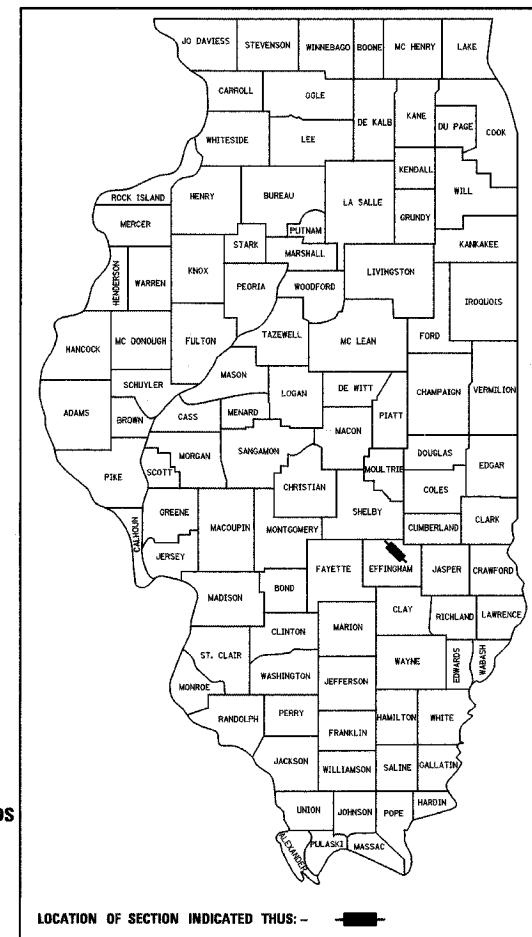 JO DAVIESS STEVENSON WINNEBAGO BOONE MC HENRY LAKE
CARROLL OGLE DE KALB KANE DU PAGE COOK
WHITESIDE LEE
KENDALL WILL
ROCK ISLAND HENRY BUREAU LA SALLE GRUNDY
MERCER PUTNAM
STARK MARSHALL KANKAKEE
HENDERSON WARREN KNOX PEORIA WOODFORD LIVINGSTON IROQUOIS
HANCOCK MC DONOUGH FULTON TAZEWELL MC LEAN FORD
SCHUYLER MASON LOGAN DE WITT CHAMPAIGN VERMILION
ADAMS BROWN CASS MENARD MACON PIATT
MORGAN SANGAMON DOUGLAS EDGAR
PIKE SCOTT CHRISTIAN MOULTRIE COLES
GREENE MACOUPIN MONTGOMERY SHELBY CUMBERLAND CLARK
CALHOUN JERSEY FAYETTE EFFINGHAM JASPER CRAWFORD
MADISON BOND CLAY RICHLAND LAWRENCE
CLINTON MARION
ST. CLAIR WAYNE EDWARDS WABASH
MONROE WASHINGTON JEFFERSON
RANDOLPH PERRY HAMILTON WHITE
FRANKLIN
JACKSON WILLIAMSON SALINE GALLATIN
UNION JOHNSON POPE HARDIN
DS
ALEXANDER PULASKI MASSAC
LOCATION OF SECTION INDICATED THUS: -